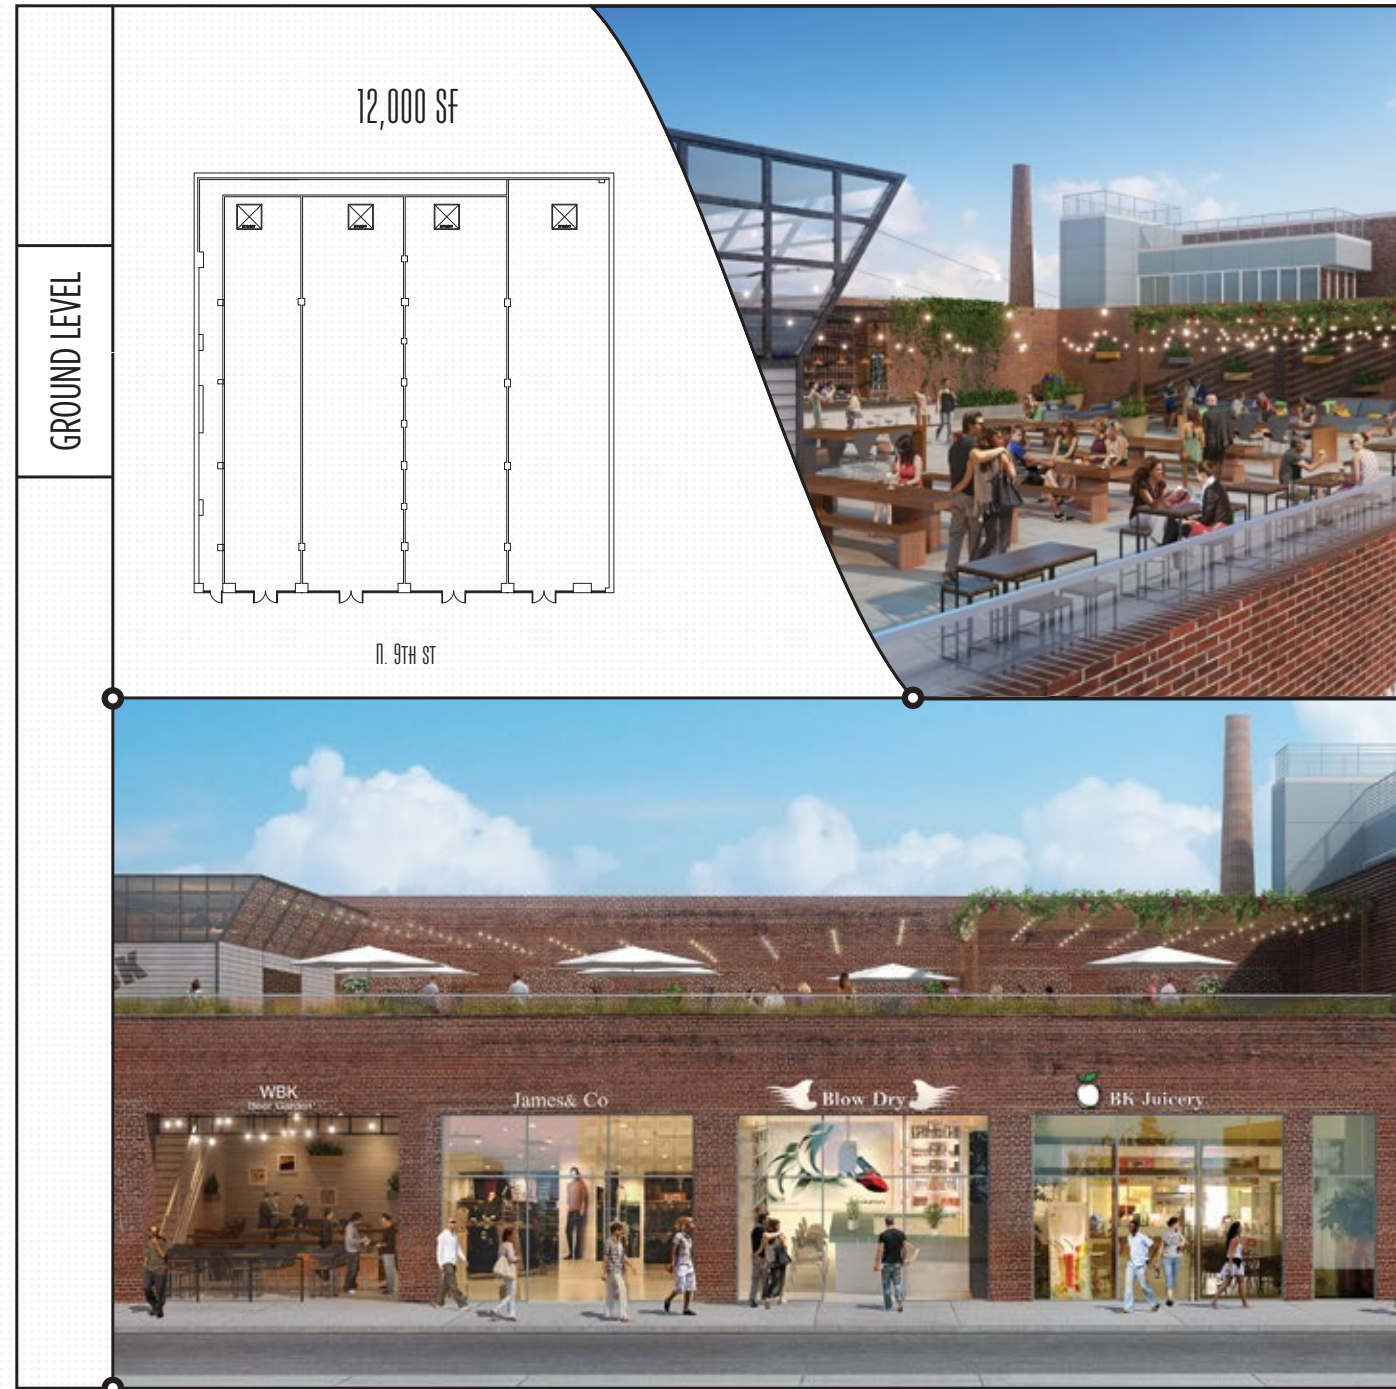 12,000 SF
GROUND LEVEL
N. 9TH ST
WBK
Beer Garden
James& Co
Blow Dry
BK Juicery